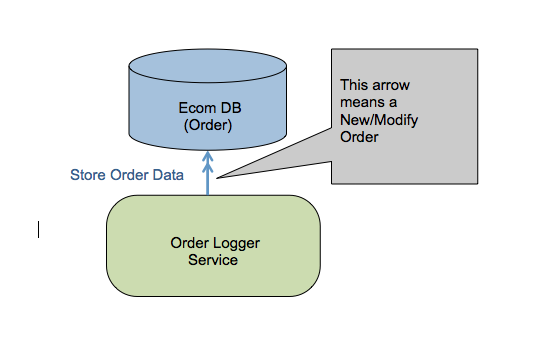 Ecom DB
(Order)
This arrow
means a
New/Modify
Order
Store Order Data
Order Logger
Service